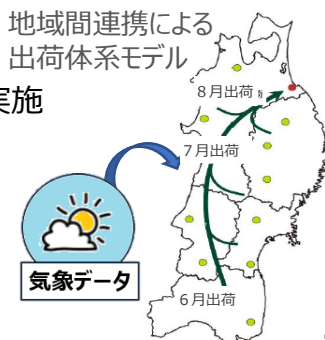 地域間連携による
出荷体系モデル
実施
8月出荷
7月出荷
気象データ
6月出荷